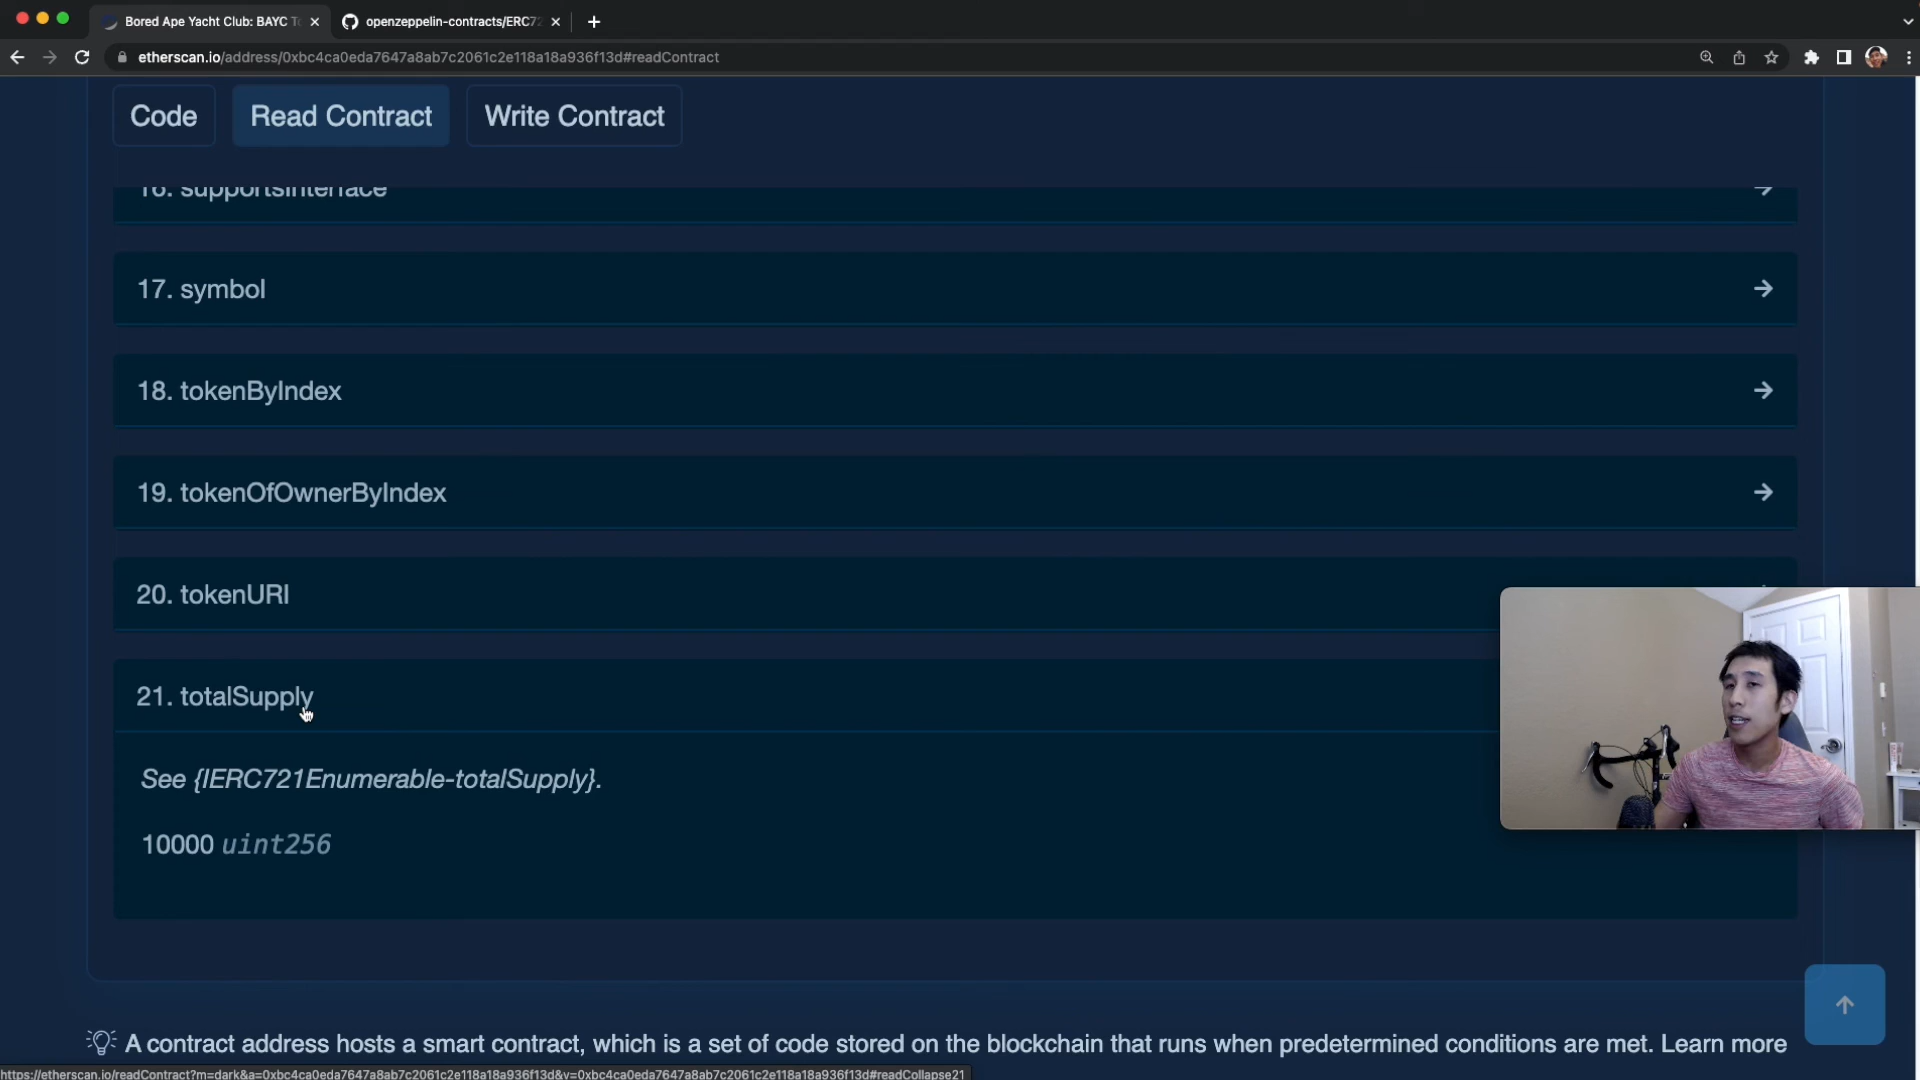 Bored Ape Yacht Club: BAYC T
openzeppelin-contracts/ERC72
etherscan.io/address/0xbc4ca0eda7647a8ab7c2061c2e118a18a936f13d#readContract
Code
Read Contract
Write Contract
16. supportsInterface
17. symbol
18. tokenByIndex
19. tokenOfOwnerByIndex
20. tokenURI
21. totalSupply
See {IERC721Enumerable-totalSupply}.
10000 uint256
A contract address hosts a smart contract, which is a set of code stored on the blockchain that runs when predetermined conditions are met. Learn more
https://etherscan.io/readContract?m=dark&a=0xbc4ca0eda7647a8ab7c2061c2e118a18a936f13d&v=0xbc4ca0eda7647a8ab7c2061c2e118a18a936f13d#readCollapse21